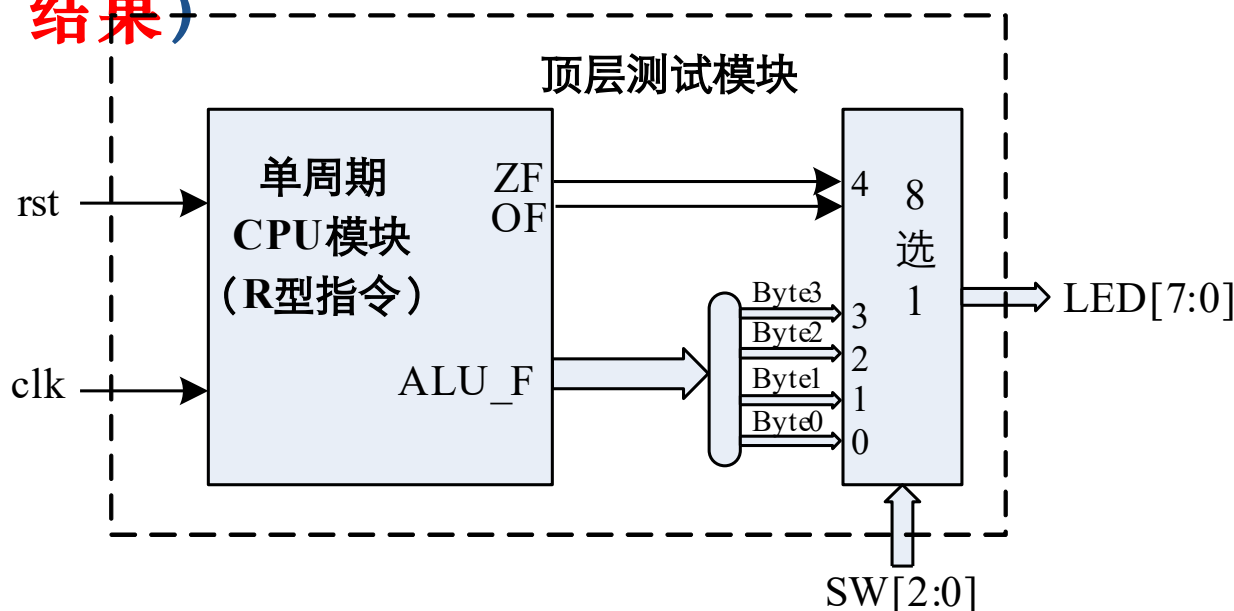 结果)
顶层测试模块
单周期
CPU模块
(R型指令)
rst
clk
ZF
OF
ALU_F
Byte3
Byte2
Byte1
Byte0
4
3
2
1
0
8
选
1
LED[7:0]
SW[2:0]